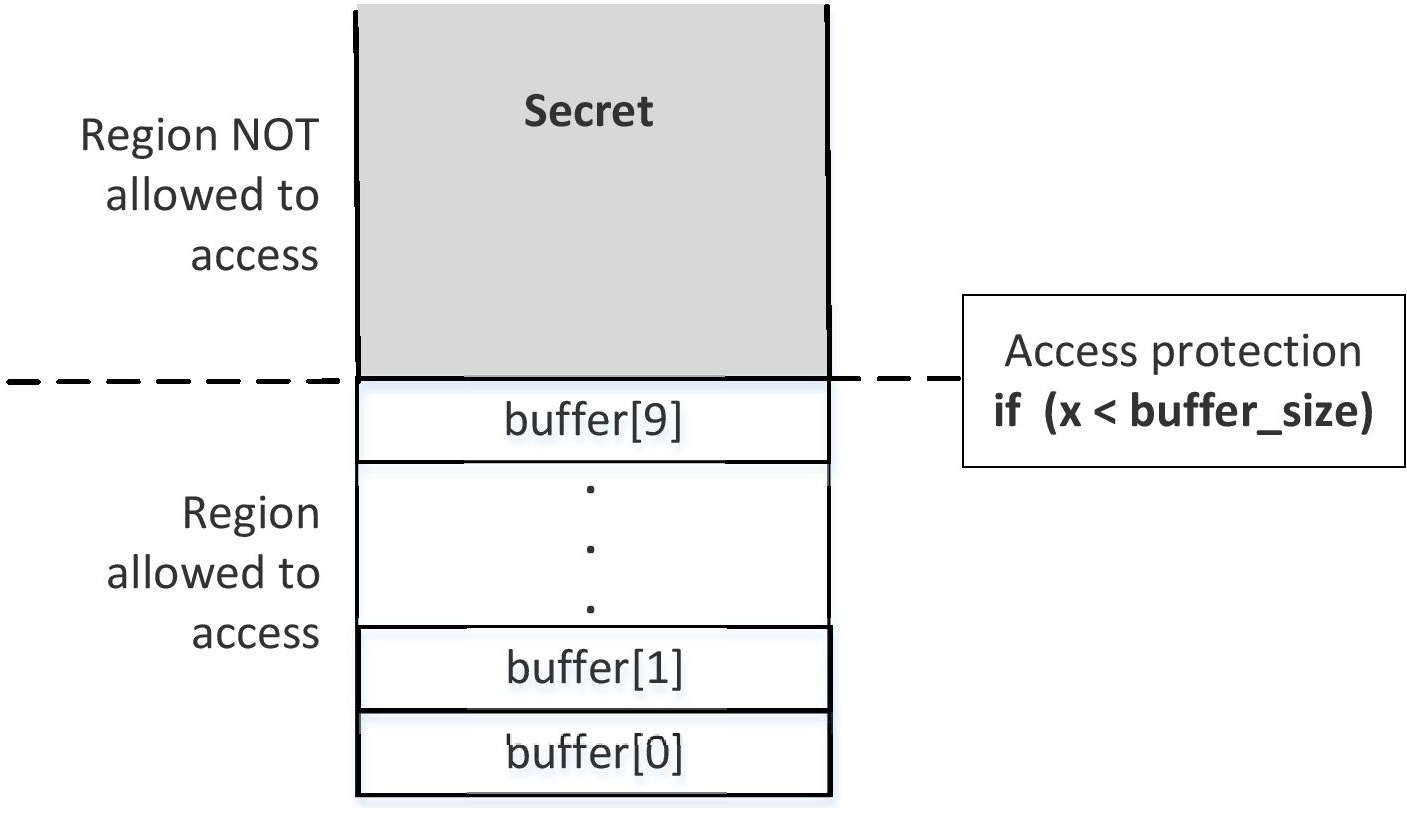 Secret
Region NOT
allowed to
access
Access protection
if (x < buffer_size)
buffer[9]
.
.
.
Region
allowed to
access
buffer[1]
buffer[0]